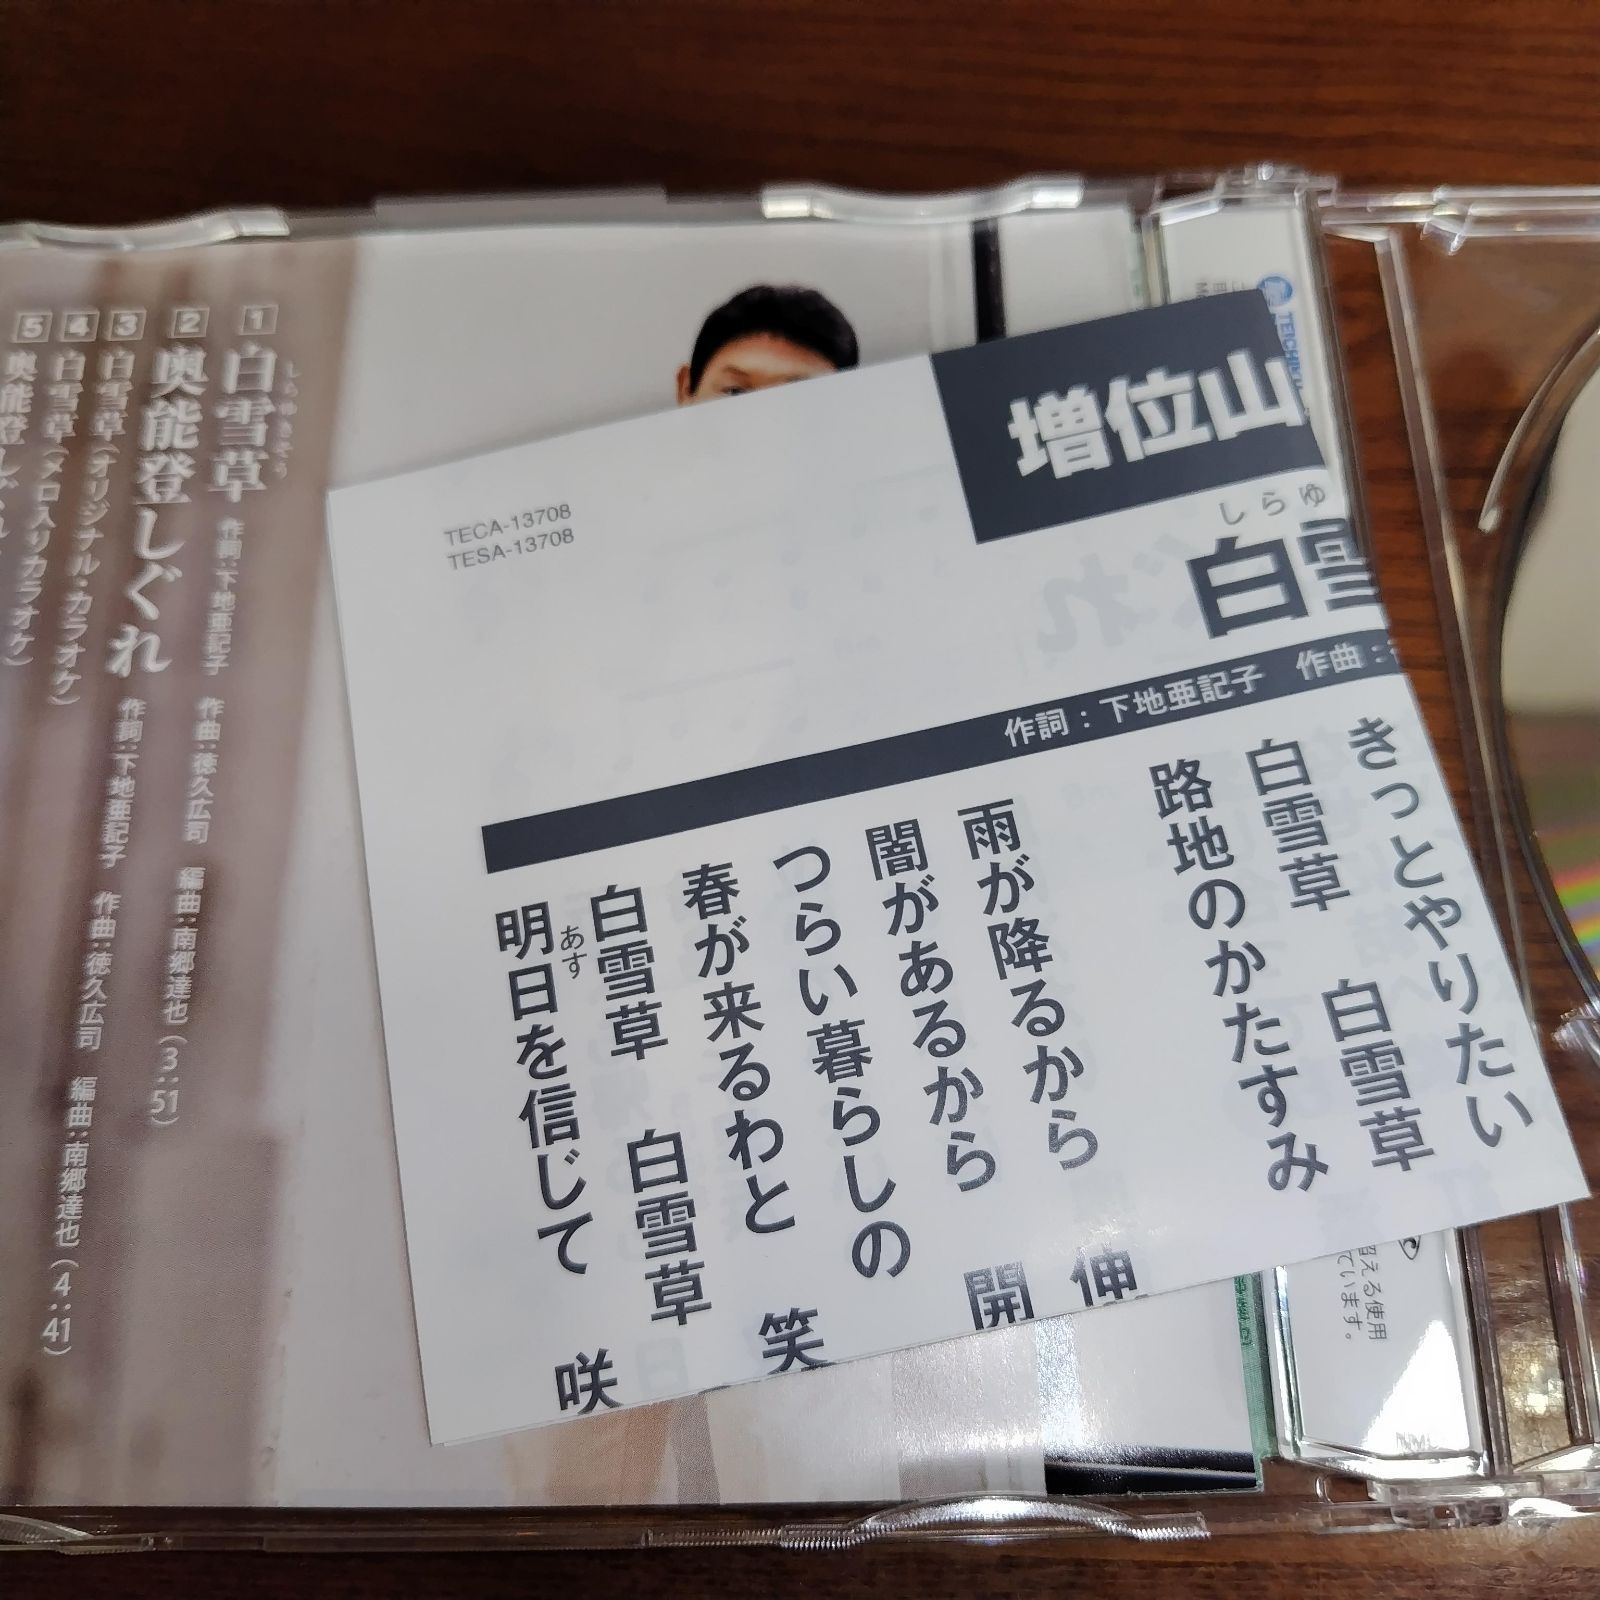 1 白雪草 作詞:下地亜記子 作曲:徳久広司 編曲:南郷達也(3:51)
しらゆきそう
2 奥能登しぐれ 作詞:下地亜記子 作曲:徳久広司 編曲:南郷達也(4:41)
3 白雪草(オリジナル・カラオケ)
4 白雪草(メロ入りカラオケ)
5 奥能登しぐれ
増位山
TECA-13708
TESA-13708
しらゆ
白雪
作詞:下地亜記子 作曲:
きっとやりたい
白雪草 白雪草
路地のかたすみ
雨が降るから 伸
闇があるから 開
つらい暮らしの
春が来るわと 笑
白雪草 白雪草
あす
明日を信じて 咲
超える使用
ています。